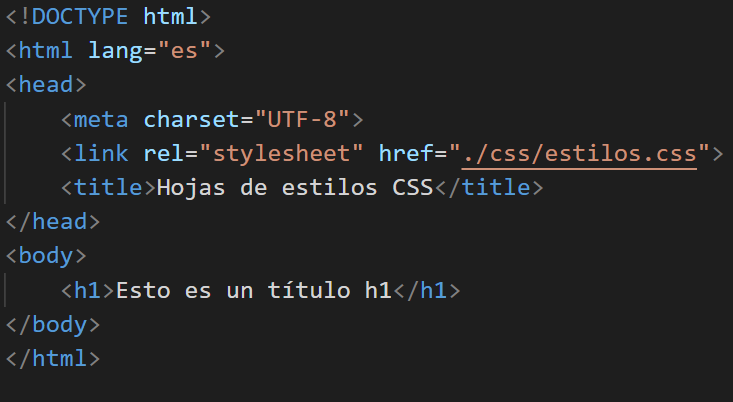 <!DOCTYPE html>
<html lang="es">
<head>
    <meta charset="UTF-8">
    <link rel="stylesheet" href="./css/estilos.css">
    <title>Hojas de estilos CSS</title>
</head>
<body>
    <h1>Esto es un título h1</h1>
</body>
</html>